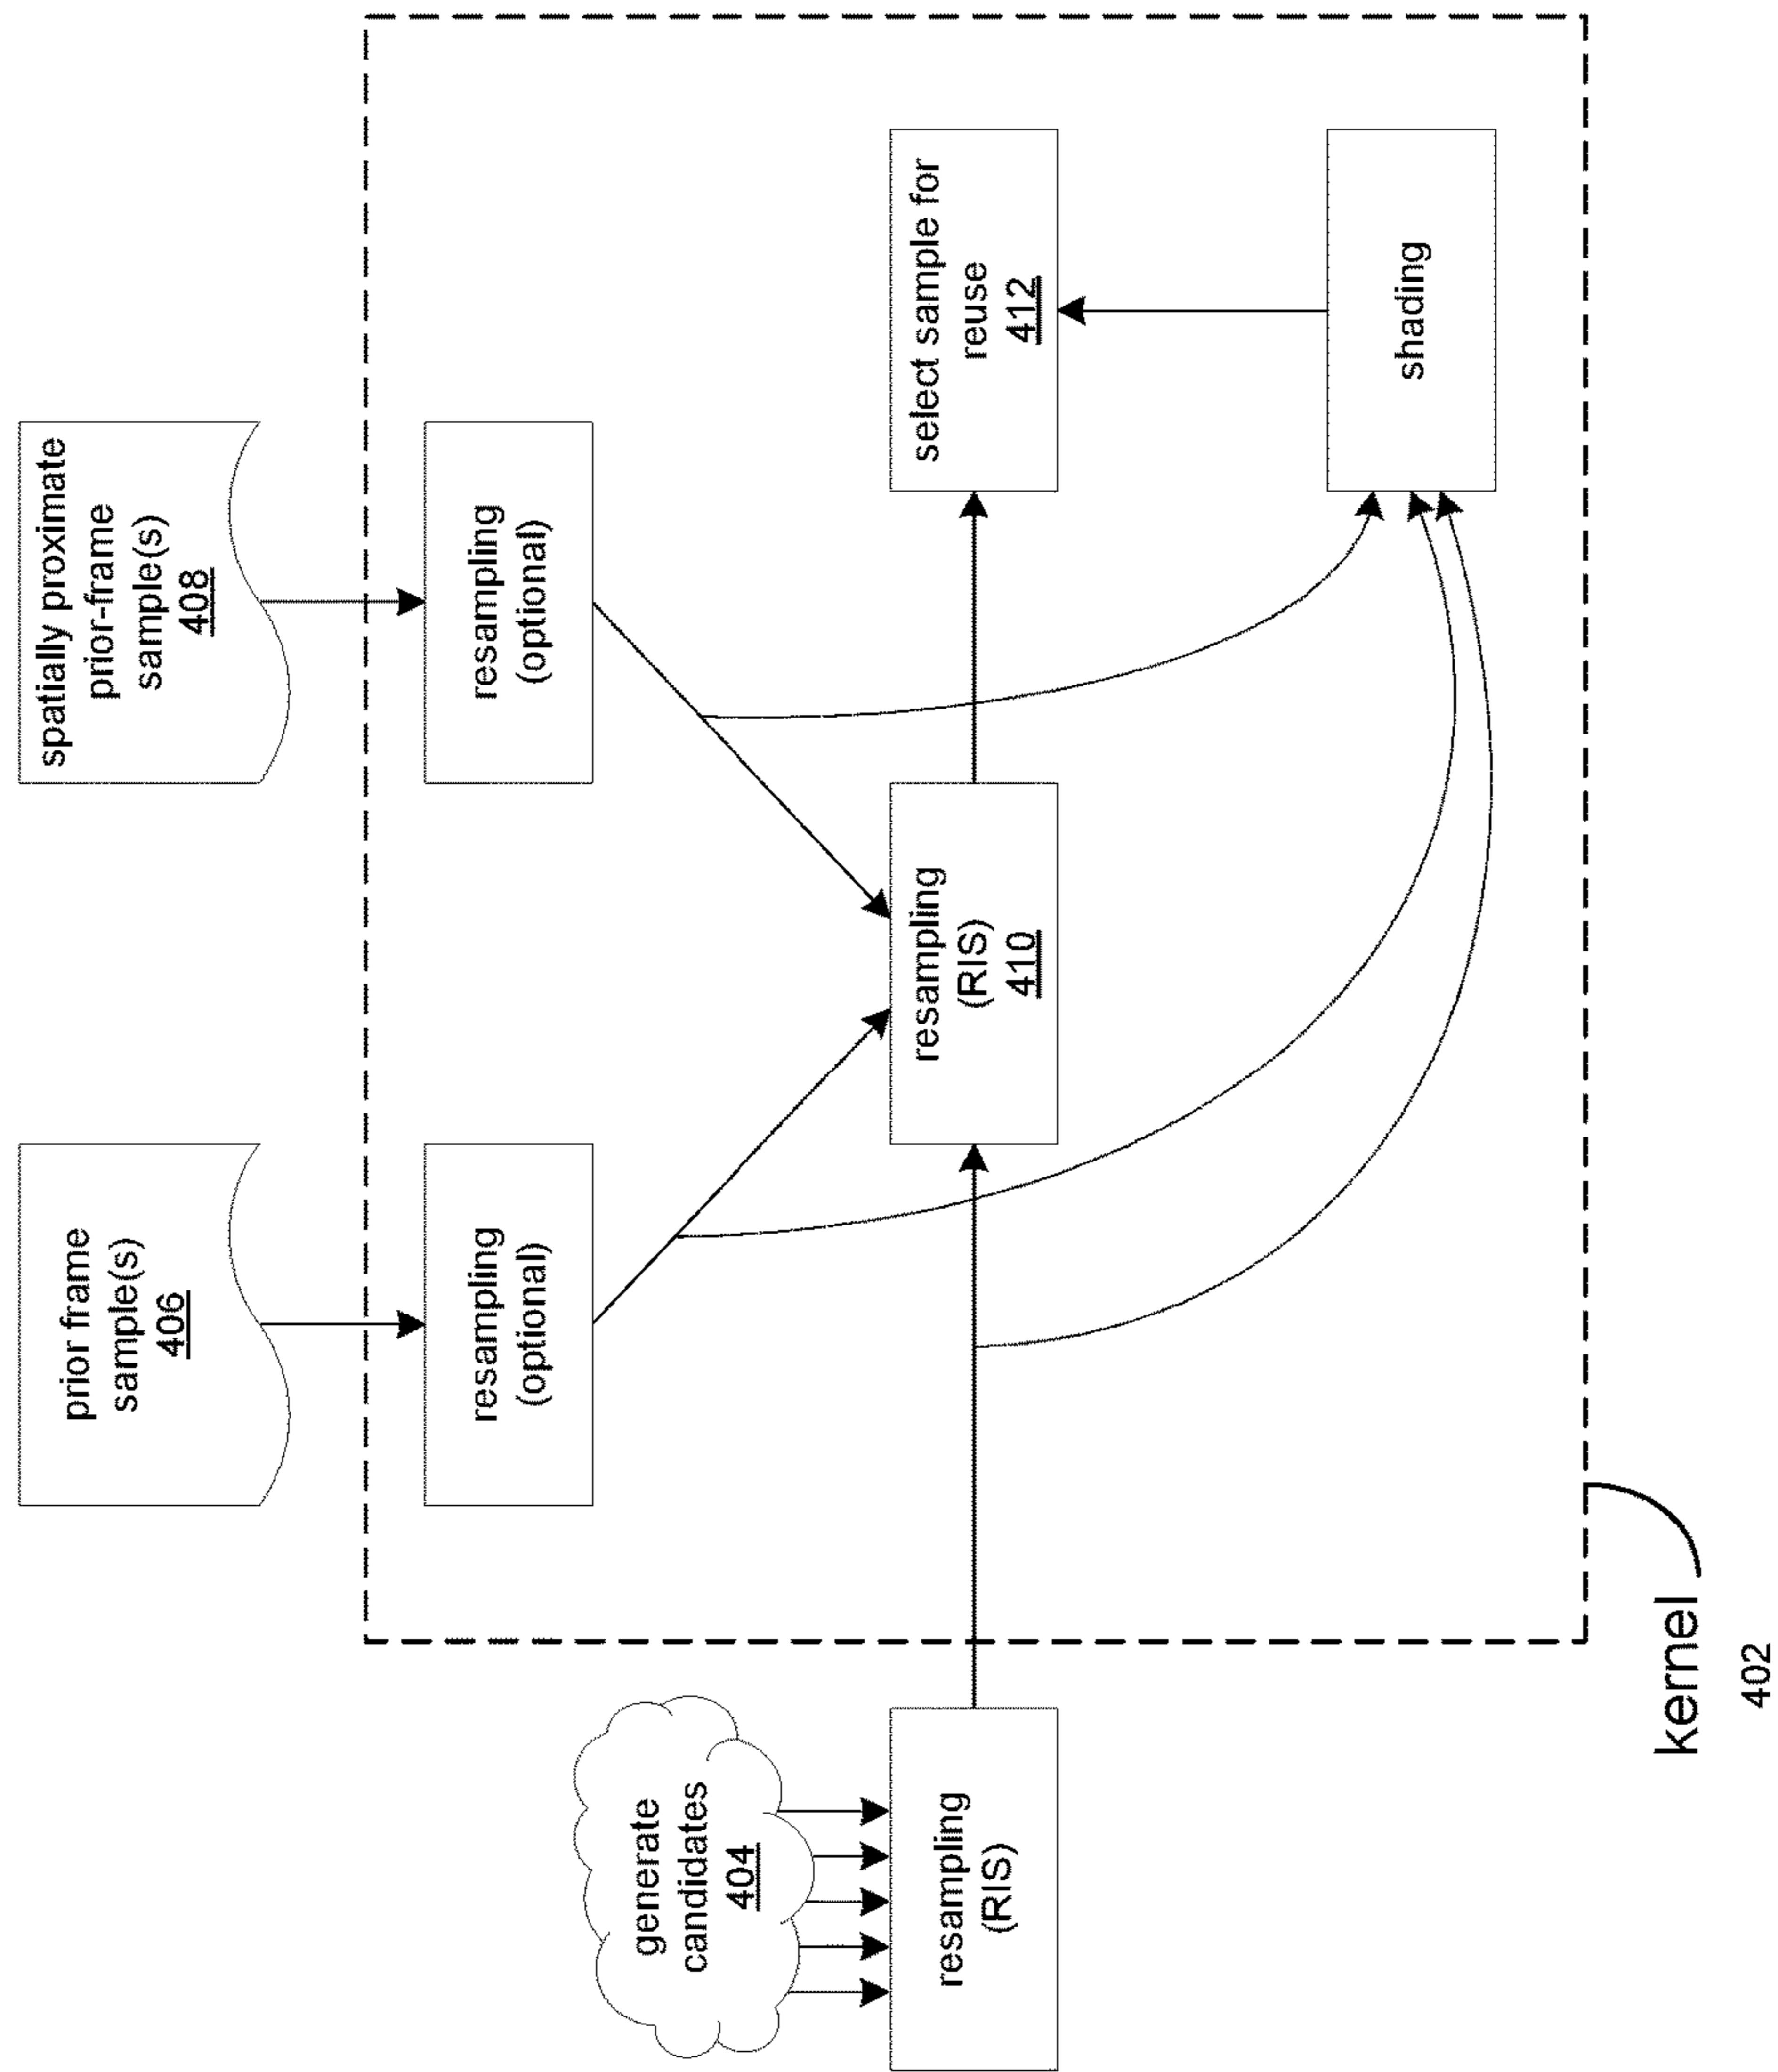 prior frame
sample(s)
406
spatially proximate
prior-frame
sample(s)
408
resampling
(optional)
resampling
(optional)
generate
candidates
404
resampling
(RIS)
resampling
(RIS)
410
select sample for
reuse
412
shading
kernel
402